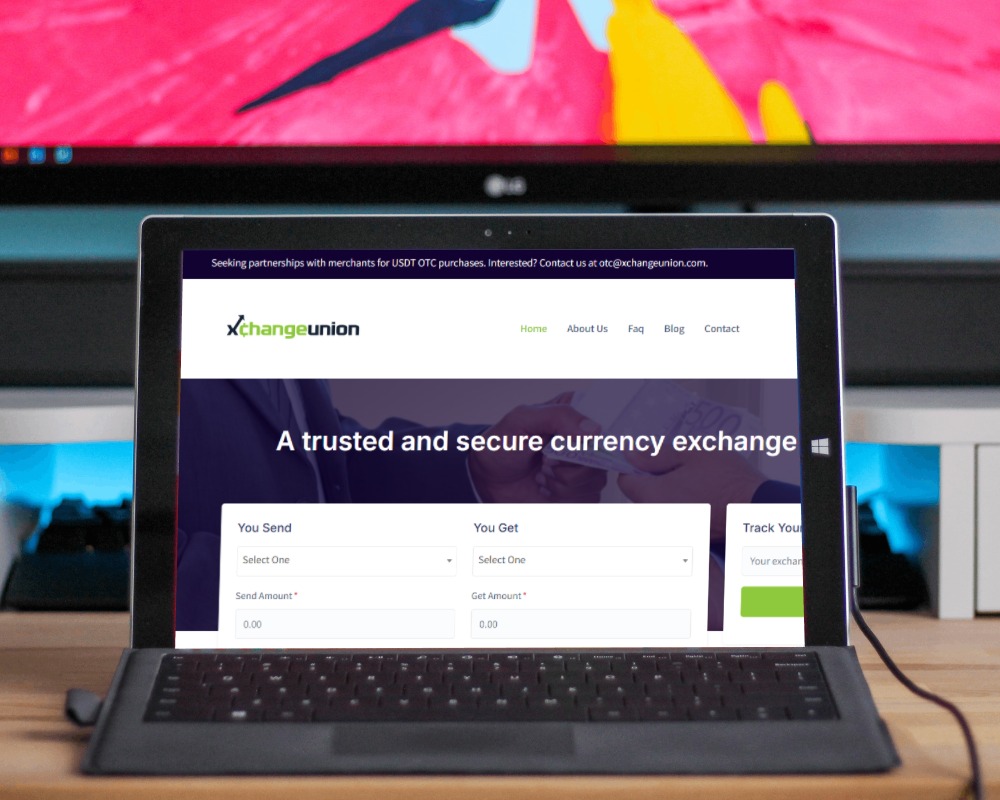 LG
Seeking partnerships with merchants for USDT OTC purchases. Interested? Contact us at otc@xchangeunion.com.
xchangeunion
Home About Us Faq Blog Contact
A trusted and secure currency exchange
500
You Send You Get Track Your
Select One Select One Your exchan
Send Amount * Get Amount *
0.00 0.00